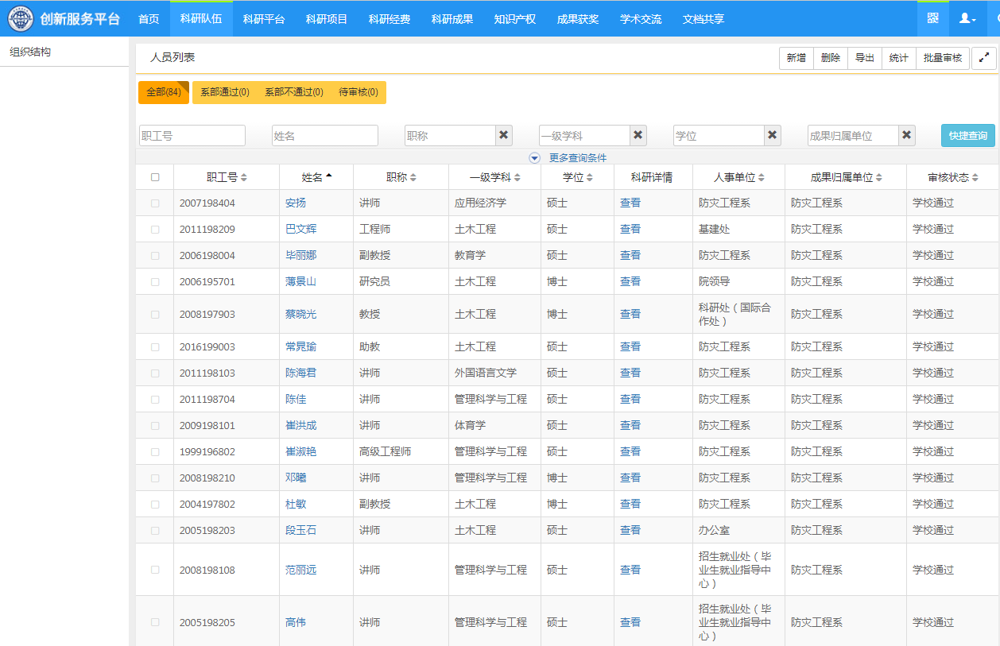 创新服务平台 首页 科研队伍 科研平台 科研项目 科研经费 科研成果 知识产权 成果获奖 学术交流 文档共享
组织结构
人员列表 新增 删除 导出 统计 批量审核
全部(84) 系部通过(0) 系部不通过(0) 待审核(0)
职工号 姓名 职称 一级学科 学位 成果归属单位 快捷查询
更多查询条件
职工号 姓名 职称 一级学科 学位 科研详情 人事单位 成果归属单位 审核状态
2007198404 安扬 讲师 应用经济学 硕士 查看 防灾工程系 防灾工程系 学校通过
2011198209 巴文辉 工程师 土木工程 硕士 查看 基建处 防灾工程系 学校通过
2006198004 毕丽娜 副教授 教育学 硕士 查看 防灾工程系 防灾工程系 学校通过
2006195701 薄景山 研究员 土木工程 博士 查看 院领导 防灾工程系 学校通过
2008197903 蔡晓光 教授 土木工程 博士 查看 科研处（国际合
作处） 防灾工程系 学校通过
2016199003 常晁瑜 助教 土木工程 硕士 查看 防灾工程系 防灾工程系 学校通过
2011198103 陈海君 讲师 外国语言文学 硕士 查看 防灾工程系 防灾工程系 学校通过
2011198704 陈佳 讲师 管理科学与工程 硕士 查看 防灾工程系 防灾工程系 学校通过
2009198101 崔洪成 讲师 体育学 硕士 查看 防灾工程系 防灾工程系 学校通过
1999196802 崔淑艳 高级工程师 管理科学与工程 硕士 查看 防灾工程系 防灾工程系 学校通过
2008198210 邓曦 讲师 管理科学与工程 博士 查看 防灾工程系 防灾工程系 学校通过
2004197802 杜敏 副教授 土木工程 博士 查看 防灾工程系 防灾工程系 学校通过
2005198203 段玉石 讲师 土木工程 硕士 查看 办公室 防灾工程系 学校通过
2008198108 范丽远 讲师 管理科学与工程 硕士 查看 招生就业处（毕
业生就业指导中
心） 防灾工程系 学校通过
2005198205 高伟 讲师 管理科学与工程 硕士 查看 招生就业处（毕
业生就业指导中
心） 防灾工程系 学校通过